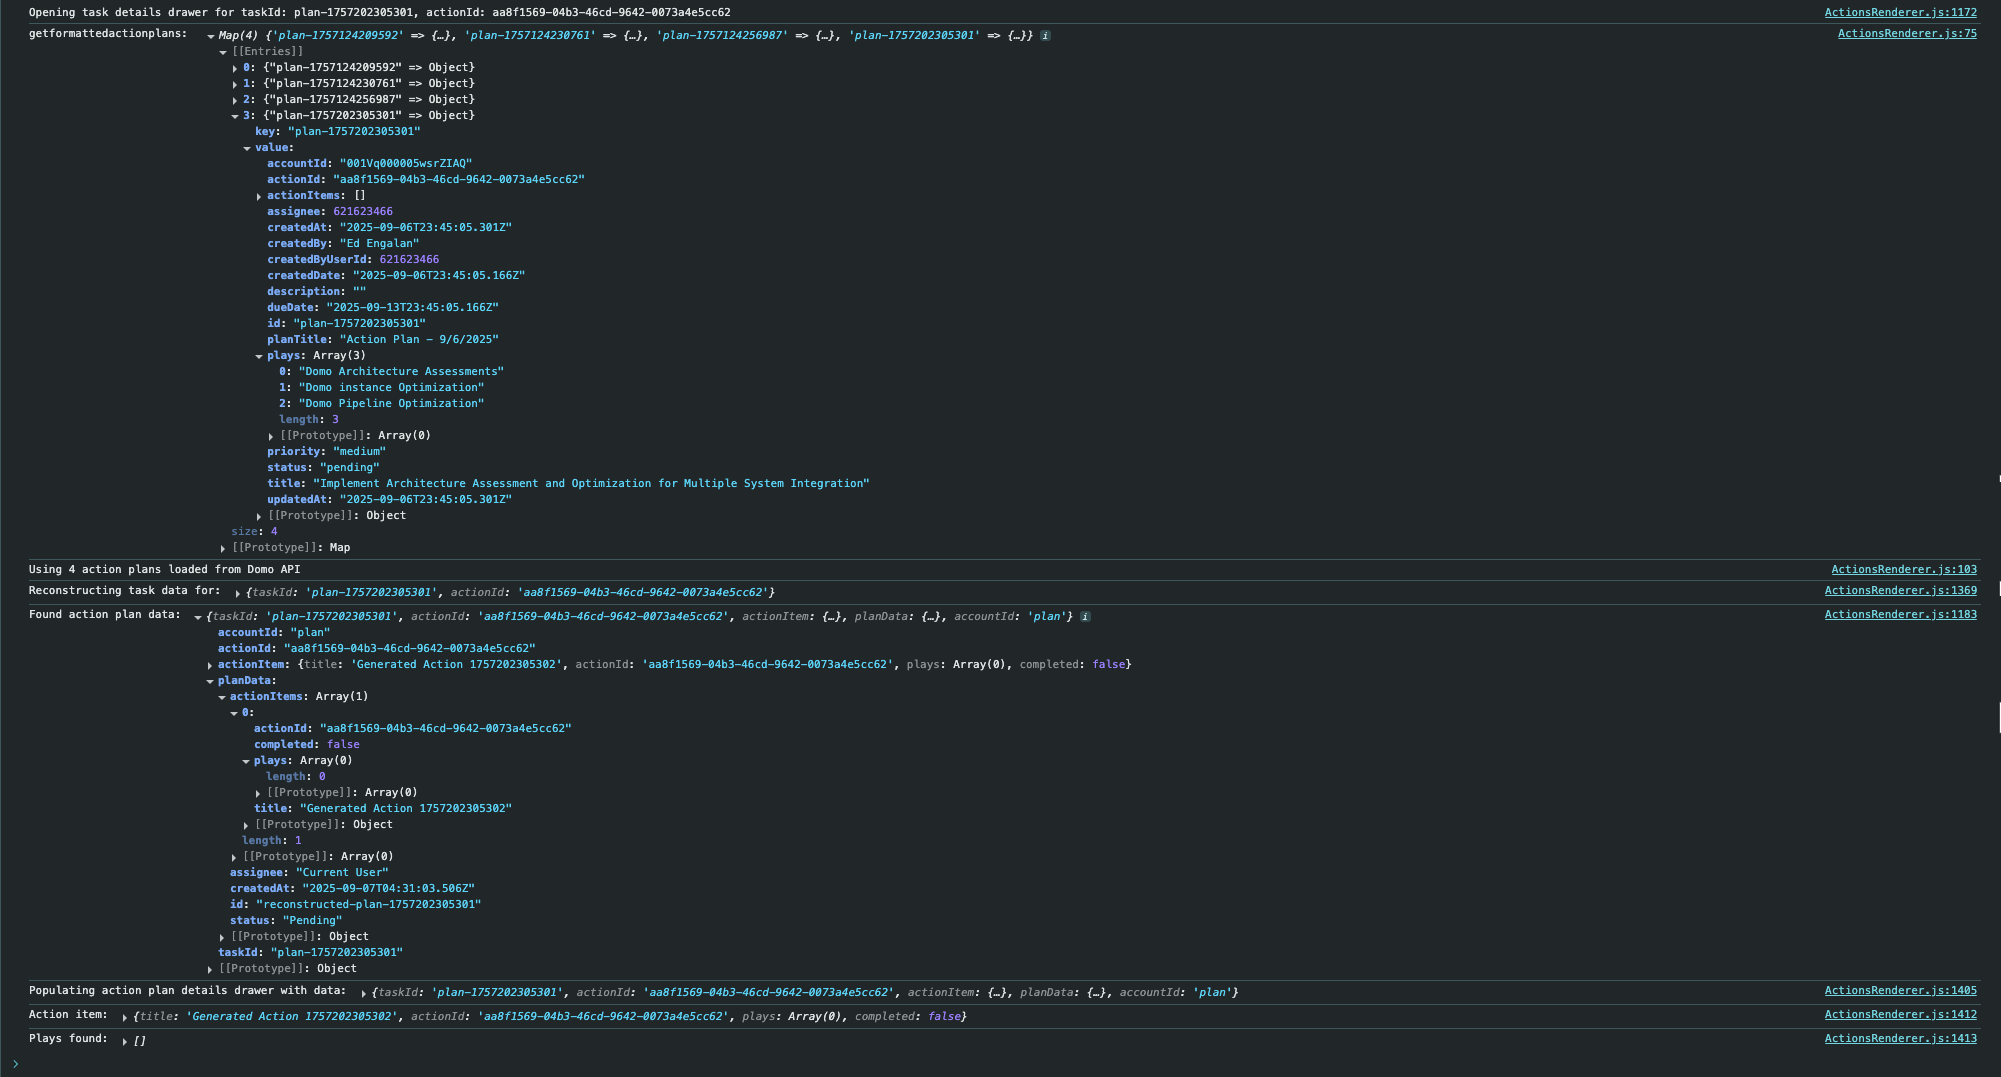 Opening task details drawer for taskId: plan-1757202305301, actionId: aa8f1569-04b3-46cd-9642-0073a4e5cc62 ActionsRenderer.js:1172
getformattedactionplans: Map(4) {'plan-1757124209592' => {…}, 'plan-1757124230761' => {…}, 'plan-1757124256987' => {…}, 'plan-1757202305301' => {…}} i ActionsRenderer.js:75
[[Entries]]
0: {"plan-1757124209592" => Object}
1: {"plan-1757124230761" => Object}
2: {"plan-1757124256987" => Object}
3: {"plan-1757202305301" => Object}
key: "plan-1757202305301"
value:
accountId: "001Vq000005wsrZIAQ"
actionId: "aa8f1569-04b3-46cd-9642-0073a4e5cc62"
actionItems: []
assignee: 621623466
createdAt: "2025-09-06T23:45:05.301Z"
createdBy: "Ed Engalan"
createdByUserId: 621623466
createdDate: "2025-09-06T23:45:05.166Z"
description: ""
dueDate: "2025-09-13T23:45:05.166Z"
id: "plan-1757202305301"
planTitle: "Action Plan – 9/6/2025"
plays: Array(3)
0: "Domo Architecture Assessments"
1: "Domo instance Optimization"
2: "Domo Pipeline Optimization"
length: 3
[[Prototype]]: Array(0)
priority: "medium"
status: "pending"
title: "Implement Architecture Assessment and Optimization for Multiple System Integration"
updatedAt: "2025-09-06T23:45:05.301Z"
[[Prototype]]: Object
size: 4
[[Prototype]]: Map
Using 4 action plans loaded from Domo API ActionsRenderer.js:103
Reconstructing task data for: {taskId: 'plan-1757202305301', actionId: 'aa8f1569-04b3-46cd-9642-0073a4e5cc62'} ActionsRenderer.js:1369
Found action plan data: {taskId: 'plan-1757202305301', actionId: 'aa8f1569-04b3-46cd-9642-0073a4e5cc62', actionItem: {…}, planData: {…}, accountId: 'plan'} i ActionsRenderer.js:1183
accountId: "plan"
actionId: "aa8f1569-04b3-46cd-9642-0073a4e5cc62"
actionItem: {title: 'Generated Action 1757202305302', actionId: 'aa8f1569-04b3-46cd-9642-0073a4e5cc62', plays: Array(0), completed: false}
planData:
actionItems: Array(1)
0:
actionId: "aa8f1569-04b3-46cd-9642-0073a4e5cc62"
completed: false
plays: Array(0)
length: 0
[[Prototype]]: Array(0)
title: "Generated Action 1757202305302"
[[Prototype]]: Object
length: 1
[[Prototype]]: Array(0)
assignee: "Current User"
createdAt: "2025-09-07T04:31:03.506Z"
id: "reconstructed-plan-1757202305301"
status: "Pending"
[[Prototype]]: Object
taskId: "plan-1757202305301"
[[Prototype]]: Object
Populating action plan details drawer with data: {taskId: 'plan-1757202305301', actionId: 'aa8f1569-04b3-46cd-9642-0073a4e5cc62', actionItem: {…}, planData: {…}, accountId: 'plan'} ActionsRenderer.js:1405
Action item: {title: 'Generated Action 1757202305302', actionId: 'aa8f1569-04b3-46cd-9642-0073a4e5cc62', plays: Array(0), completed: false} ActionsRenderer.js:1412
Plays found: [] ActionsRenderer.js:1413